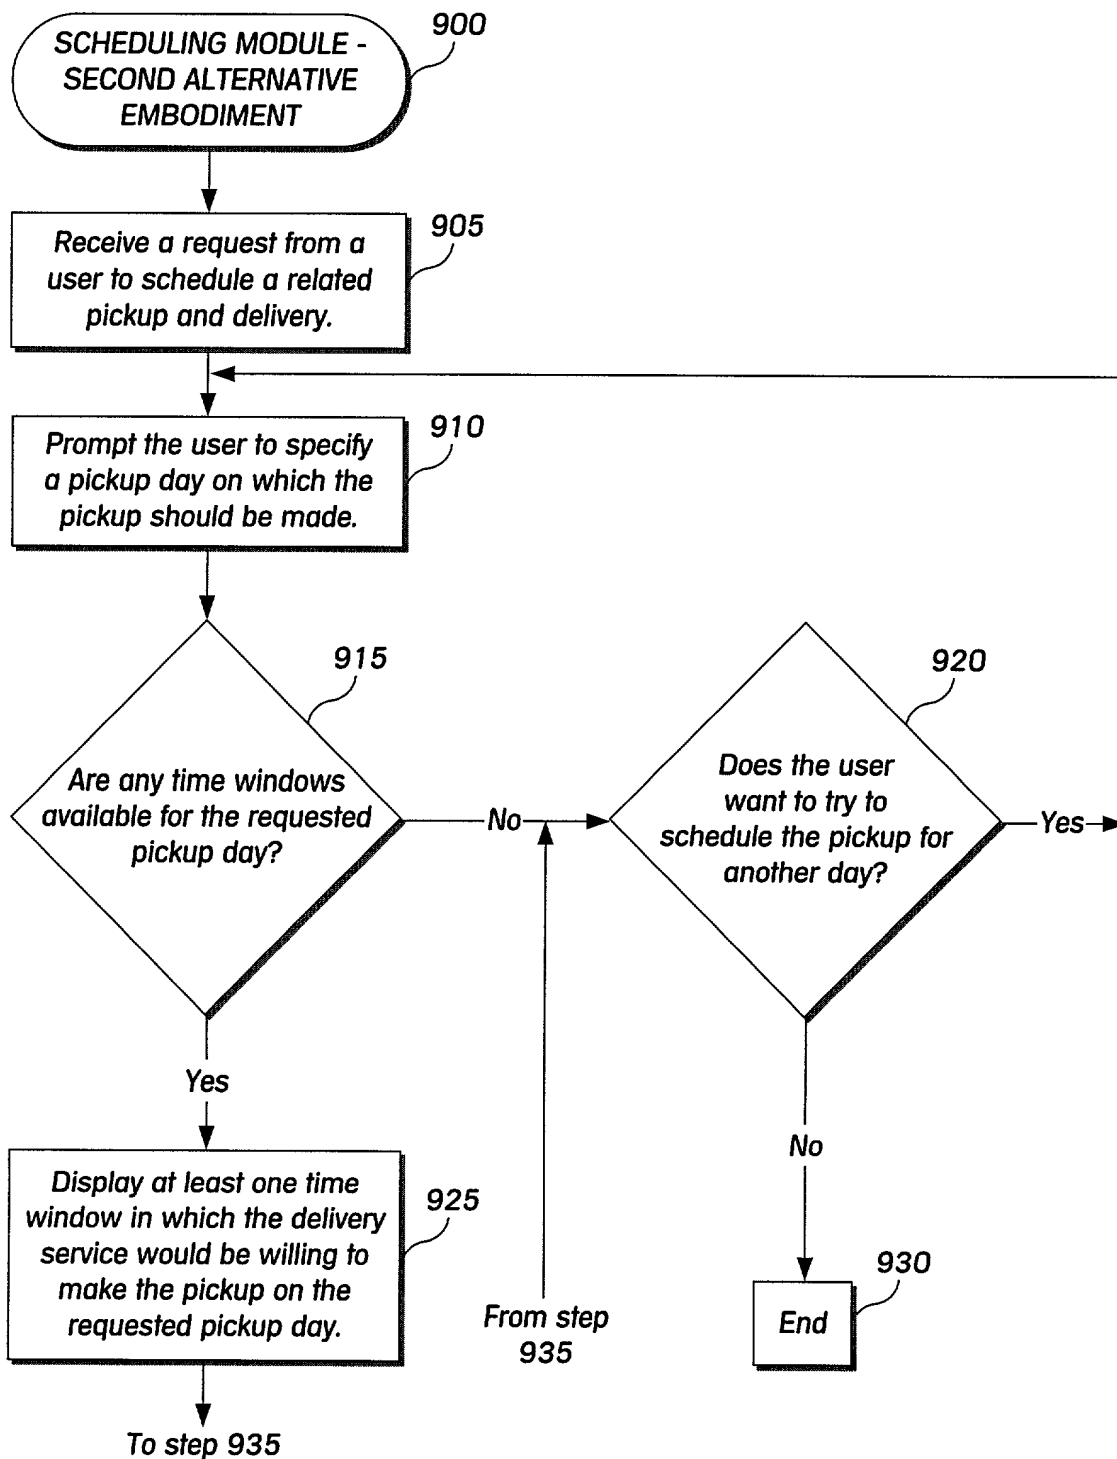 SCHEDULING MODULE -
SECOND ALTERNATIVE
EMBODIMENT
900
Receive a request from a
user to schedule a related
pickup and delivery.
905
Prompt the user to specify
a pickup day on which the
pickup should be made.
910
Are any time windows
available for the requested
pickup day?
915
No
Does the user
want to try to
schedule the pickup for
another day?
920
Yes
Yes
No
Display at least one time
window in which the delivery
service would be willing to
make the pickup on the
requested pickup day.
925
From step
935
End
930
To step 935